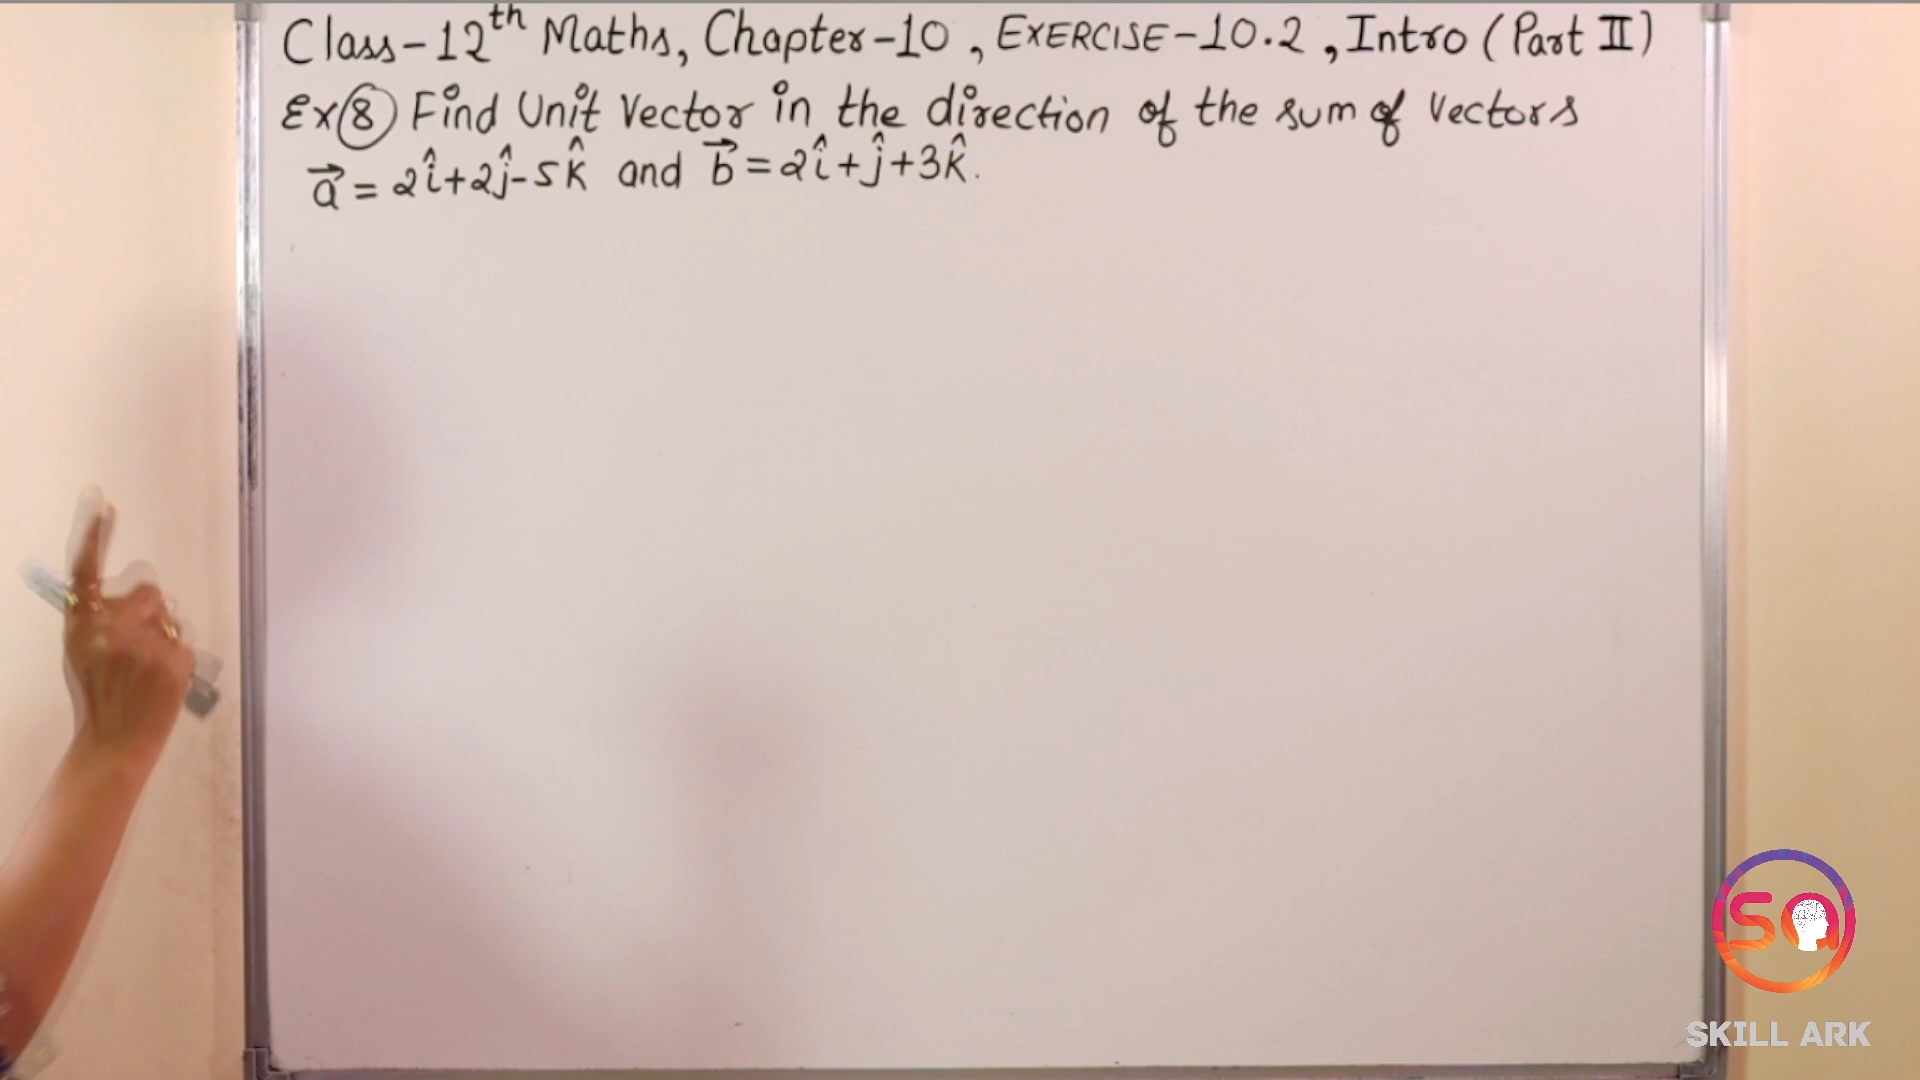 Class-12th Maths, Chapter-10, EXERCISE-10.2, Intro (Part II)
Ex 8 Find Unit Vector in the direction of the sum of vectors
a⃗ = 2î+2ĵ-5k̂ and b⃗ = 2î+ĵ+3k̂.
SA
SKILL ARK